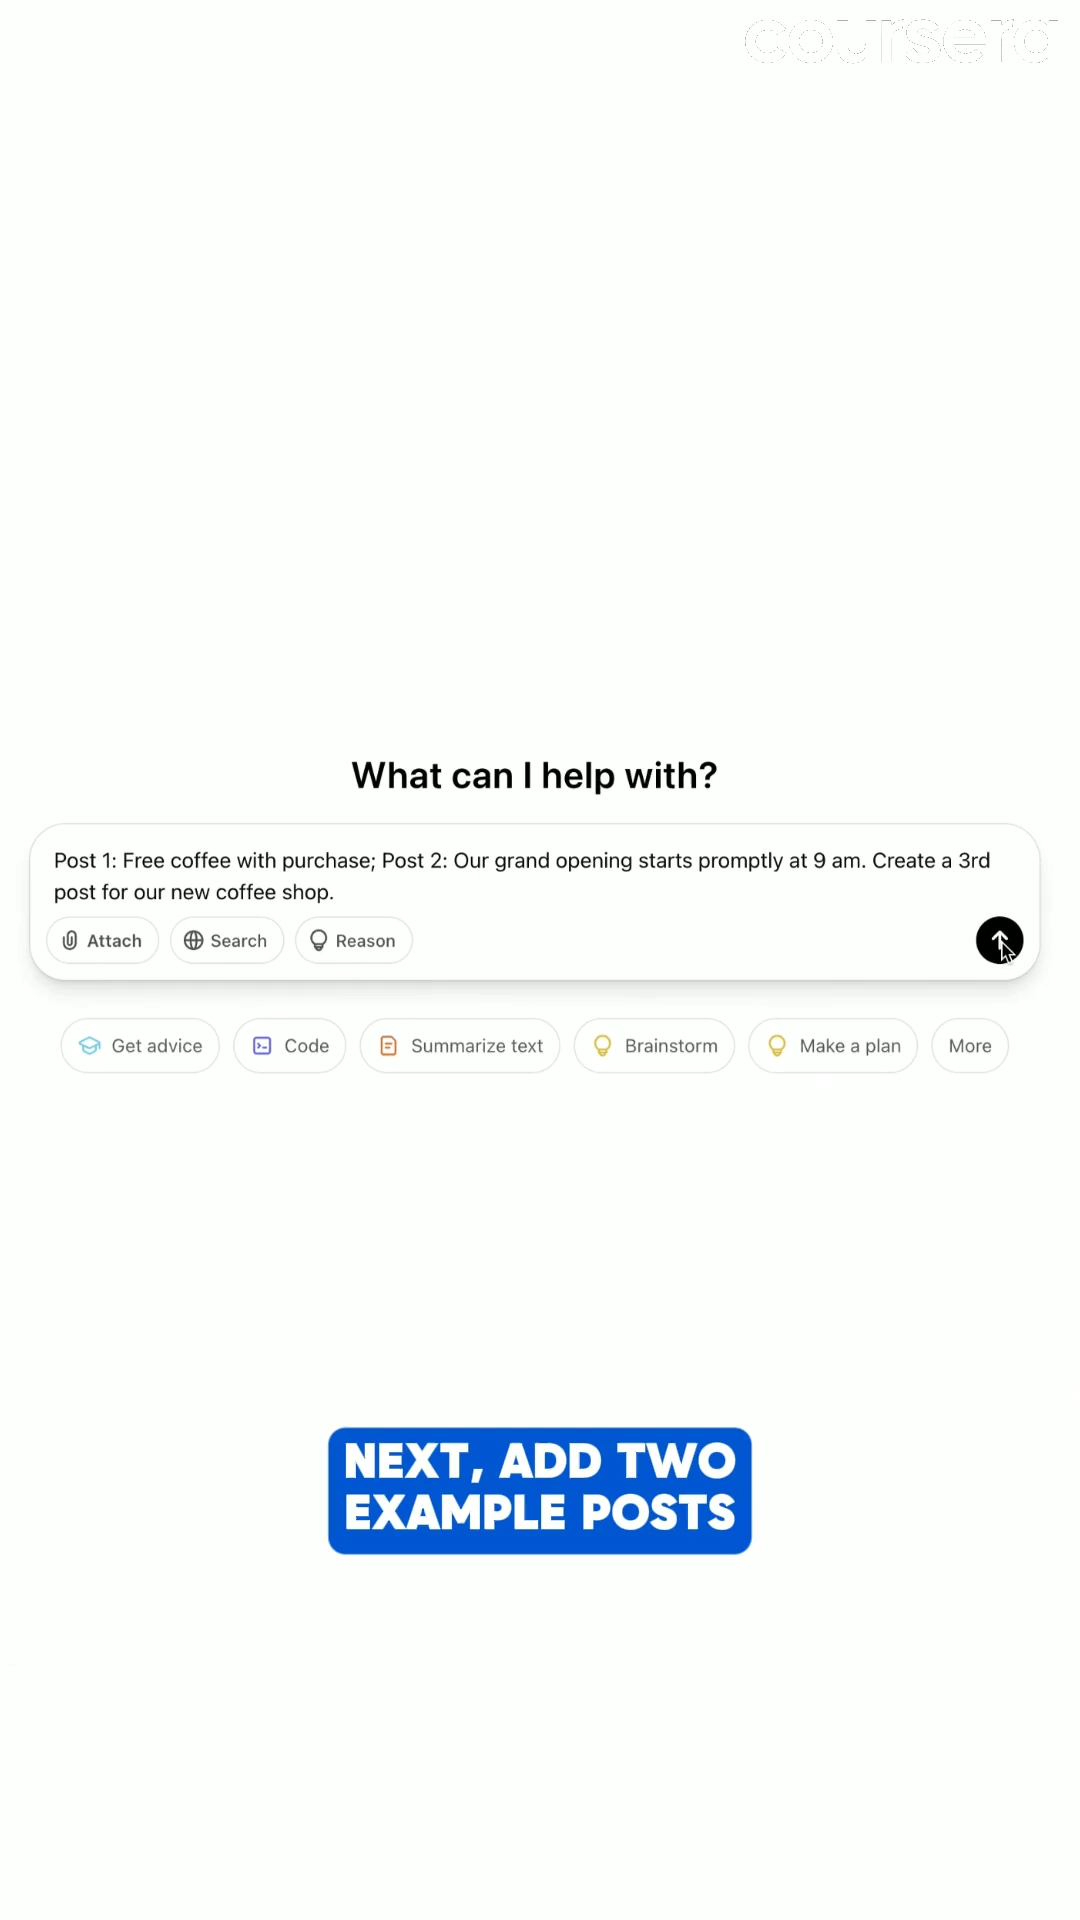 coursera
What can I help with?
Post 1: Free coffee with purchase; Post 2: Our grand opening starts promptly at 9 am. Create a 3rd
post for our new coffee shop.
Attach
Search
Reason
Get advice
Code
Summarize text
Brainstorm
Make a plan
More
NEXT, ADD TWO
EXAMPLE POSTS